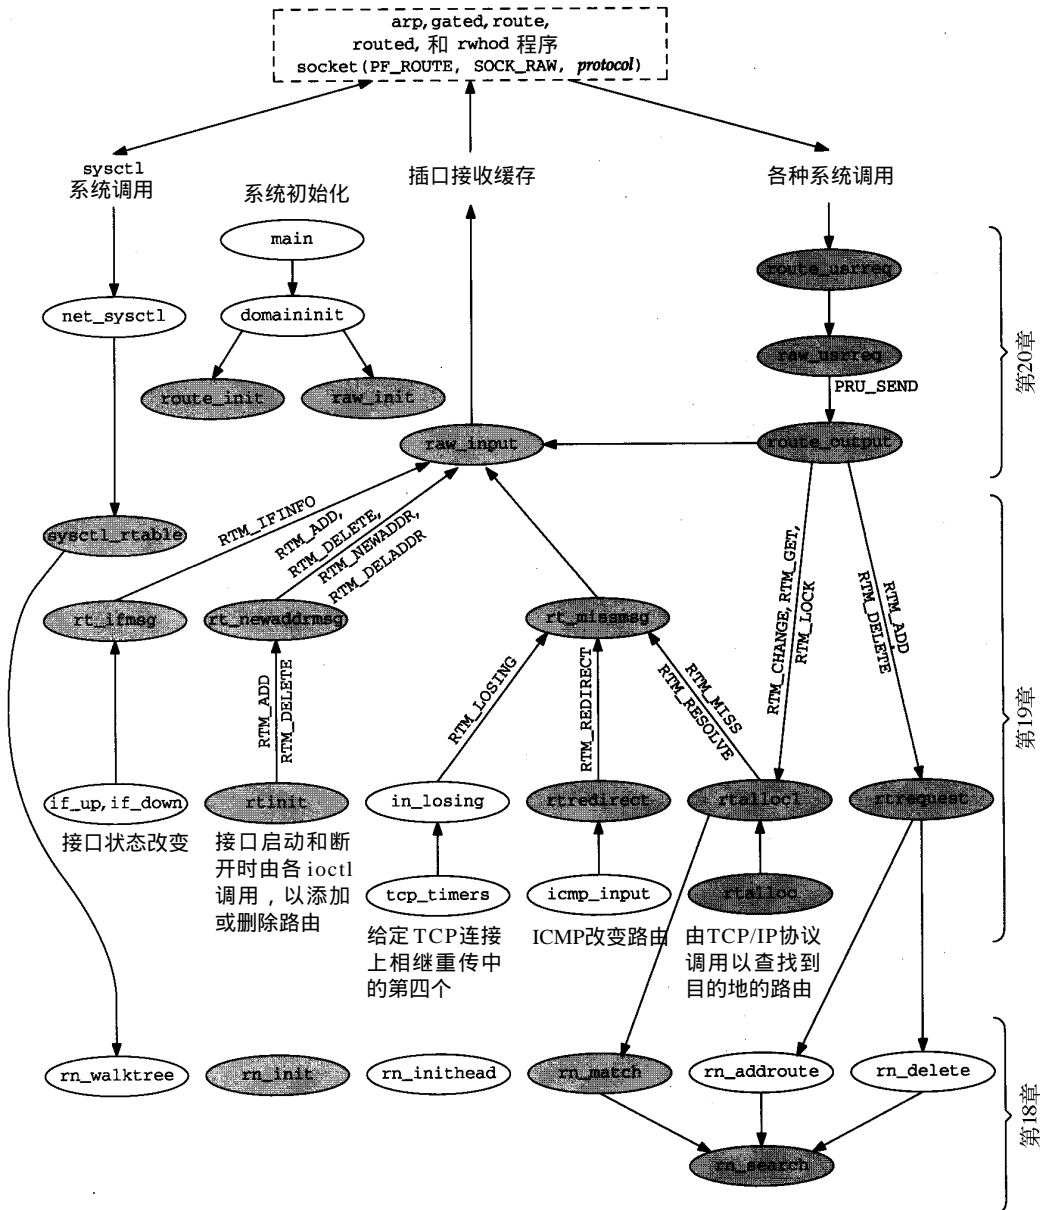 arp,gated,route,
routed, 和 rwhod 程序
socket(PF_ROUTE, SOCK_RAW, protocol)
sysctl
系统调用
系统初始化
插口接收缓存
各种系统调用
main
route_usrreq
net_sysctl
domaininit
raw_usrreq
PRU_SEND
route_init
raw_init
raw_input
route_output
第20章
sysctl_rtable
RTM_IFINFO
RTM_ADD,
RTM_DELETE,
RTM_NEWADDR,
RTM_DELADDR
rt_ifmsg
rt_newaddrmsg
rt_missmsg
RTM_CHANGE,RTM_GET,
RTM_LOCK
RTM_ADD
RTM_DELETE
RTM_ADD
RTM_DELETE
RTM_LOSING
RTM_REDIRECT
RTM_MISS
RTM_RESOLVE
第19章
if_up,if_down
rtinit
in_losing
rtredirect
rtalloc1
rtrequest
接口状态改变
接口启动和断
开时由各 ioctl
调用，以添加
或删除路由
tcp_timers
icmp_input
rtalloc
给定TCP连接
上相继重传中
的第四个
ICMP改变路由
由TCP/IP协议
调用以查找到
目的地的路由
rn_walktree
rn_init
rn_inithead
rn_match
rn_addroute
rn_delete
rn_search
第18章